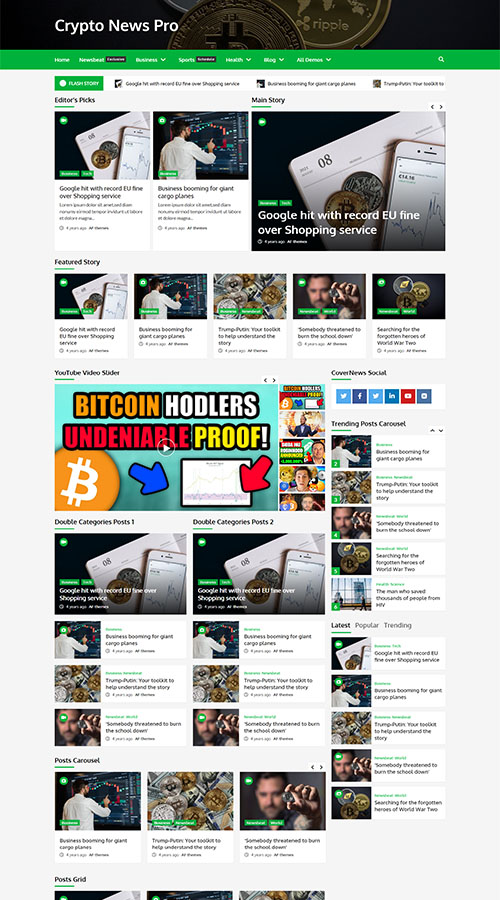 Crypto News Pro
ripple
Home Newsbeat Exclusive Business Sports Scheduled Health Blog All Demos
FLASH STORY Google hit with record EU fine over Shopping service Business booming for giant cargo planes Trump-Putin: Your toolkit to
Editor's Picks
Business Tech
Google hit with record EU fine over Shopping service
Lorem ipsum dolor sit ametsed diam nonumy eirmod tempor invidunt ut labore et dolore magna...
4 years ago AF themes
Business
Business booming for giant cargo planes
Lorem ipsum dolor sit ametsed diam nonumy eirmod tempor invidunt ut labore et dolore magna...
4 years ago AF themes
Main Story
08
Business Tech
Google hit with record EU fine
over Shopping service
4 years ago AF themes
Featured Story
Business Tech
Google hit with record EU fine over Shopping service
4 years ago AF themes
Business
Business booming for giant cargo planes
4 years ago AF themes
Business Newsbeat
Trump-Putin: Your toolkit to help understand the story
4 years ago AF themes
Newsbeat World
'Somebody threatened to burn the school down'
4 years ago AF themes
Newsbeat World
Searching for the forgotten heroes of World War Two
4 years ago AF themes
YouTube Video Slider
BITCOIN HODLERS
UNDENIABLE PROOF!
CoverNews Social
Trending Posts Carousel
2
Business
Business booming for giant cargo planes
3
Business Newsbeat
Trump-Putin: Your toolkit to help understand the story
4
Newsbeat World
'Somebody threatened to burn the school down'
5
Newsbeat World
Searching for the forgotten heroes of World War Two
6
Health Science
The man who saved thousands of people from HIV
Double Categories Posts 1
Business Tech
Google hit with record EU fine over Shopping service
4 years ago AF themes
Business
Business booming for giant cargo planes
4 years ago AF themes
Business Newsbeat
Trump-Putin: Your toolkit to help understand the story
4 years ago AF themes
Newsbeat World
'Somebody threatened to burn the school down'
4 years ago AF themes
Double Categories Posts 2
Business Tech
Google hit with record EU fine over Shopping service
4 years ago AF themes
Business
Business booming for giant cargo planes
4 years ago AF themes
Business Newsbeat
Trump-Putin: Your toolkit to help understand the story
4 years ago AF themes
Newsbeat World
'Somebody threatened to burn the school down'
4 years ago AF themes
Latest Popular Trending
Business Tech
Google hit with record EU fine over Shopping service
Business
Business booming for giant cargo planes
Business Newsbeat
Trump-Putin: Your toolkit to help understand the story
Newsbeat World
'Somebody threatened to burn the school down'
Newsbeat World
Searching for the forgotten heroes of World War Two
Posts Carousel
Business
Business booming for giant cargo planes
4 years ago AF themes
Business Newsbeat
Trump-Putin: Your toolkit to help understand the story
4 years ago AF themes
Newsbeat World
'Somebody threatened to burn the school down'
4 years ago AF themes
Posts Grid